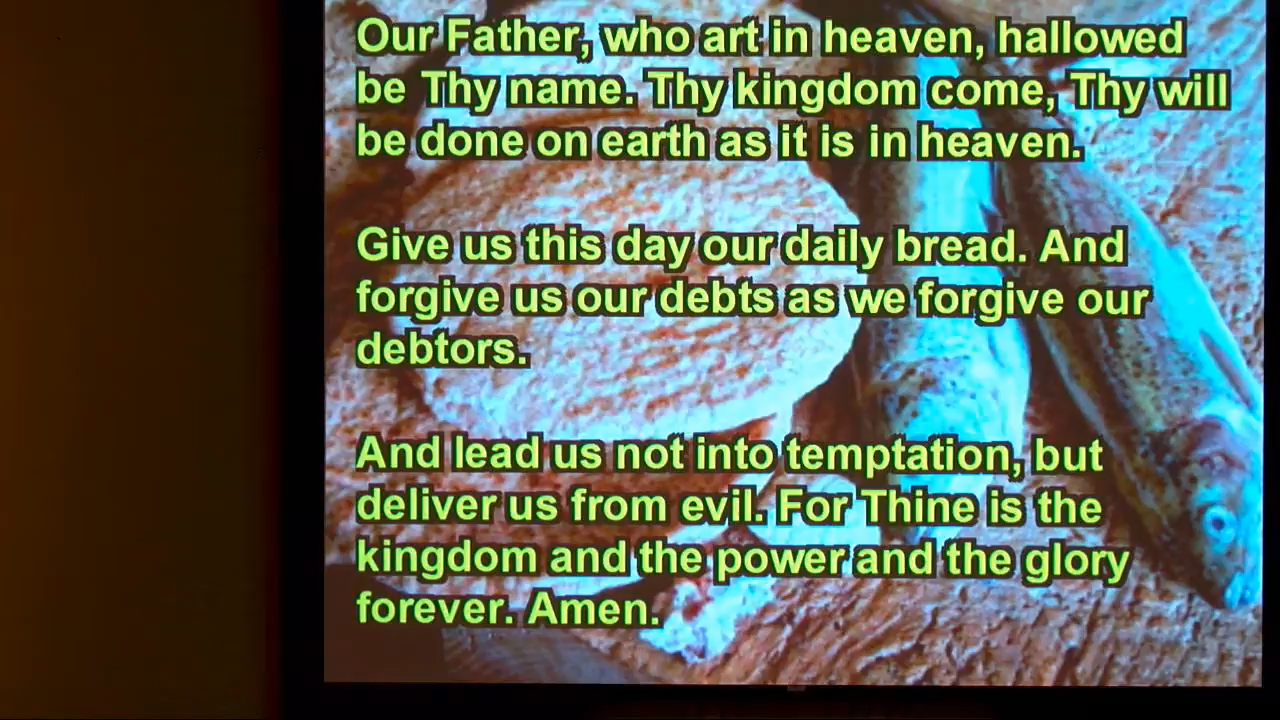 Our Father, who art in heaven, hallowed
be Thy name. Thy kingdom come, Thy will
be done on earth as it is in heaven.
Give us this day our daily bread. And
forgive us our debts as we forgive our
debtors.
And lead us not into temptation, but
deliver us from evil. For Thine is the
kingdom and the power and the glory
forever. Amen.